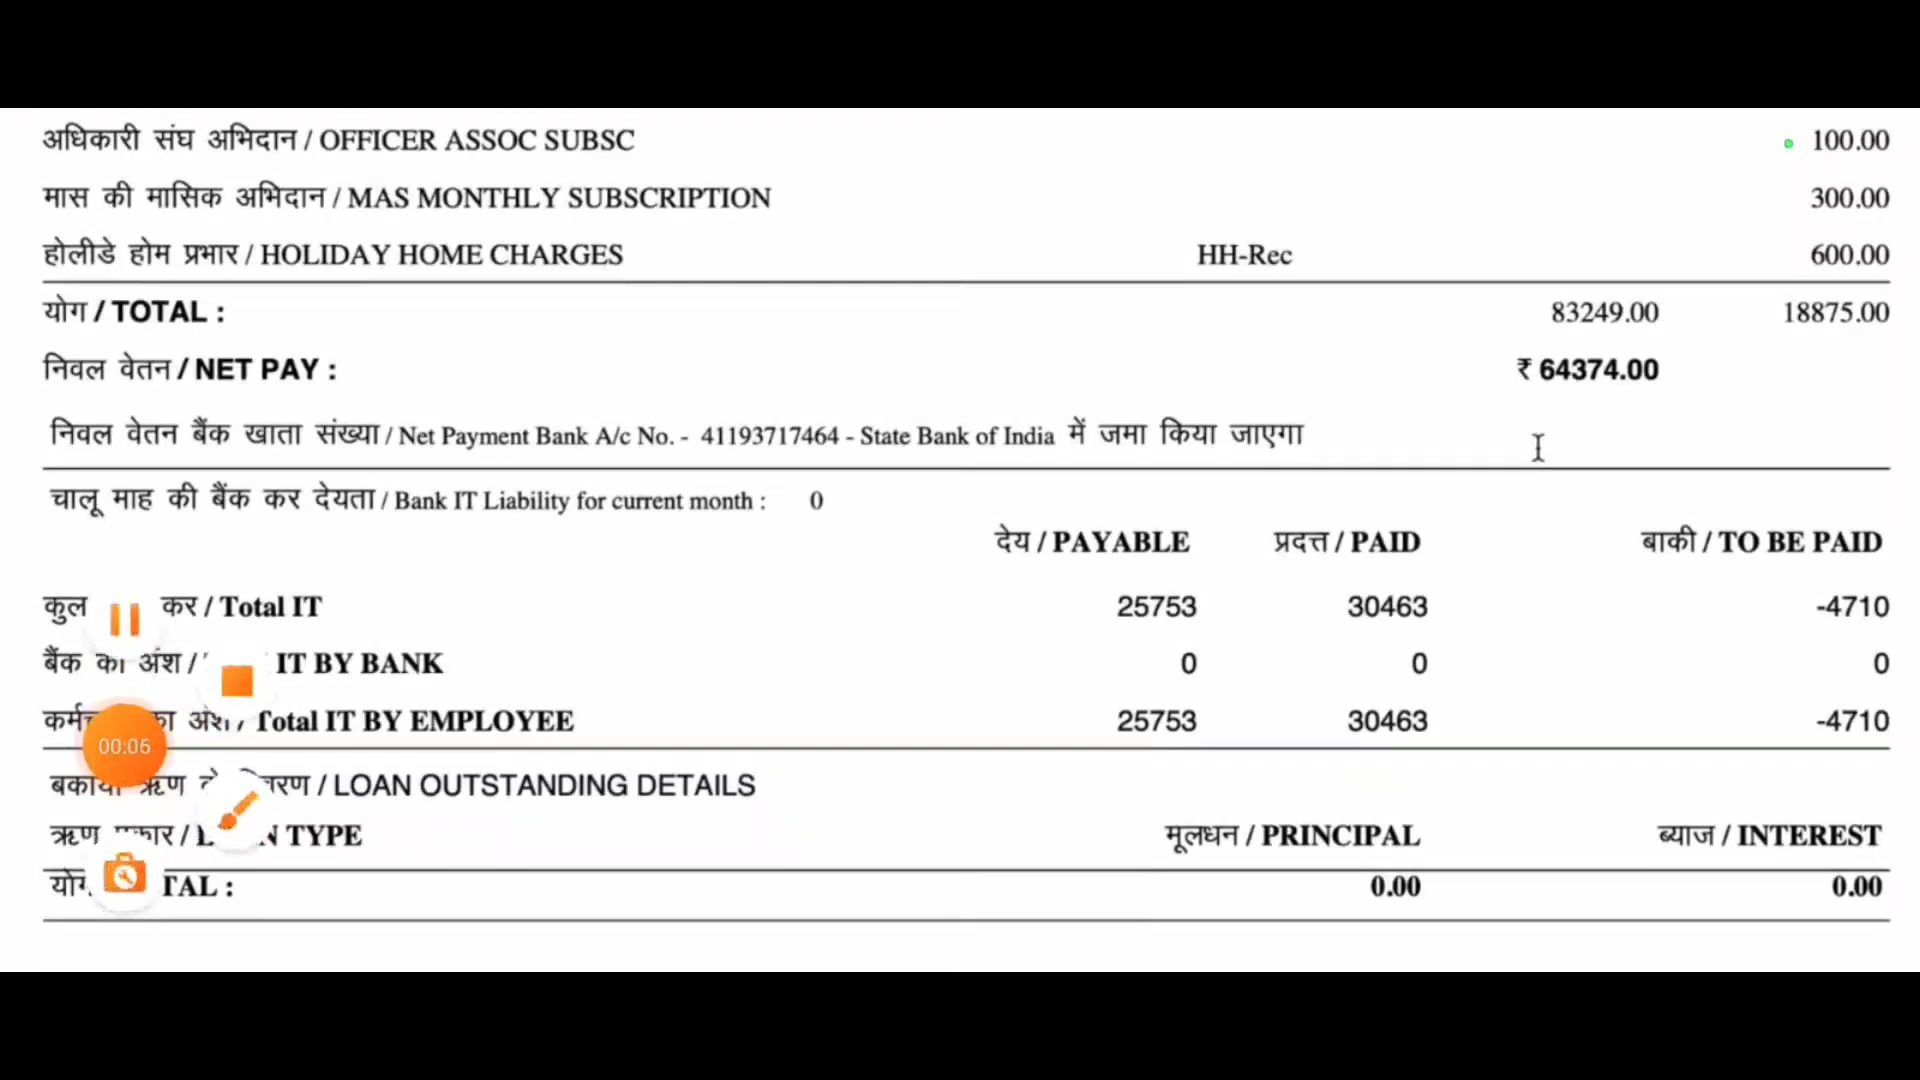 अधिकारी संघ अभिदान / OFFICER ASSOC SUBSC 100.00
मास की मासिक अभिदान / MAS MONTHLY SUBSCRIPTION 300.00
होलीडे होम प्रभार / HOLIDAY HOME CHARGES HH-Rec 600.00
योग / TOTAL : 83249.00 18875.00
निवल वेतन / NET PAY : ₹ 64374.00
निवल वेतन बैंक खाता संख्या / Net Payment Bank A/c No. - 41193717464 - State Bank of India में जमा किया जाएगा
चालू माह की बैंक कर देयता / Bank IT Liability for current month : 0
देय / PAYABLE प्रदत्त / PAID बाकी / TO BE PAID
कुल कर / Total IT 25753 30463 -4710
बैंक का अंश / IT BY BANK 0 0 0
अंश / Total IT BY EMPLOYEE 25753 30463 -4710
00:06
ऋण / LOAN OUTSTANDING DETAILS
ऋण / TYPE मूलधन / PRINCIPAL ब्याज / INTEREST
: 0.00 0.00